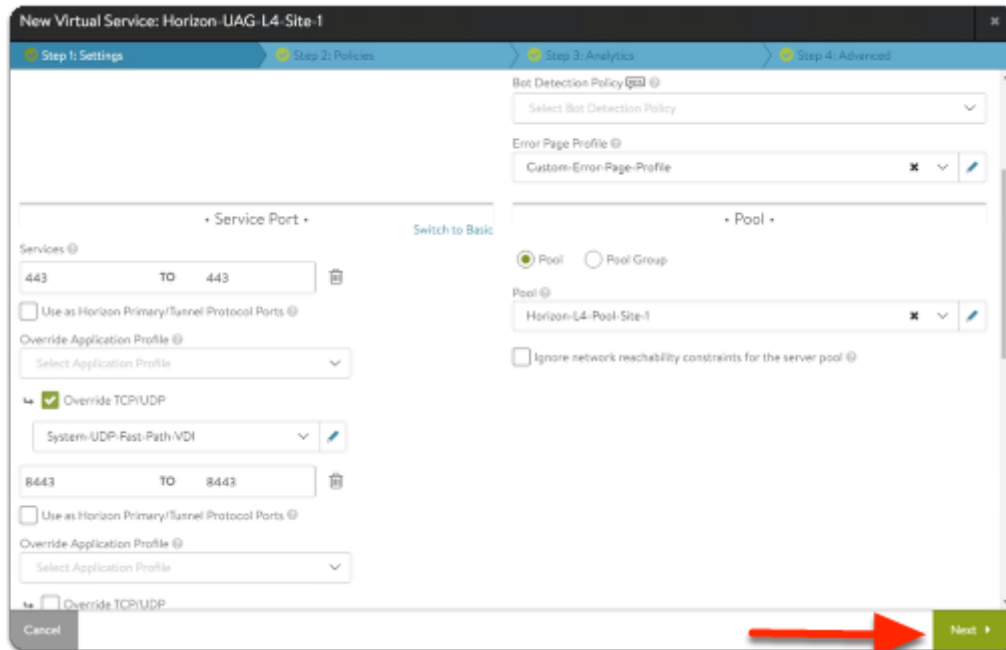 New Virtual Service: Horizon-UAG-L4-Site-1
Step 1: Settings
Step 2: Policies
Step 3: Analytics
Step 4: Advanced
Bot Detection Policy
Select Bot Detection Policy
Error Page Profile
Custom-Error-Page-Profile
• Service Port •
Switch to Basic
Services
443 TO 443
Use as Horizon Primary/Tunnel Protocol Ports
Override Application Profile
Select Application Profile
Override TCP/UDP
System-UDP-Fast-Path-VDI
8443 TO 8443
Use as Horizon Primary/Tunnel Protocol Ports
Override Application Profile
Select Application Profile
Override TCP/UDP
• Pool •
Pool
Pool Group
Pool
Horizon-L4-Pool-Site-1
Ignore network reachability constraints for the server pool
Cancel
Next